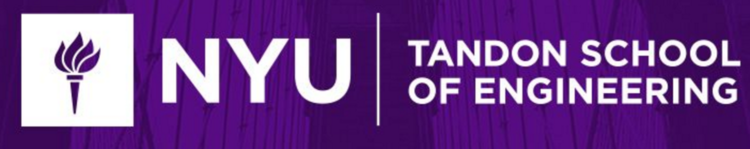 NYU
TANDON SCHOOL
OF ENGINEERING